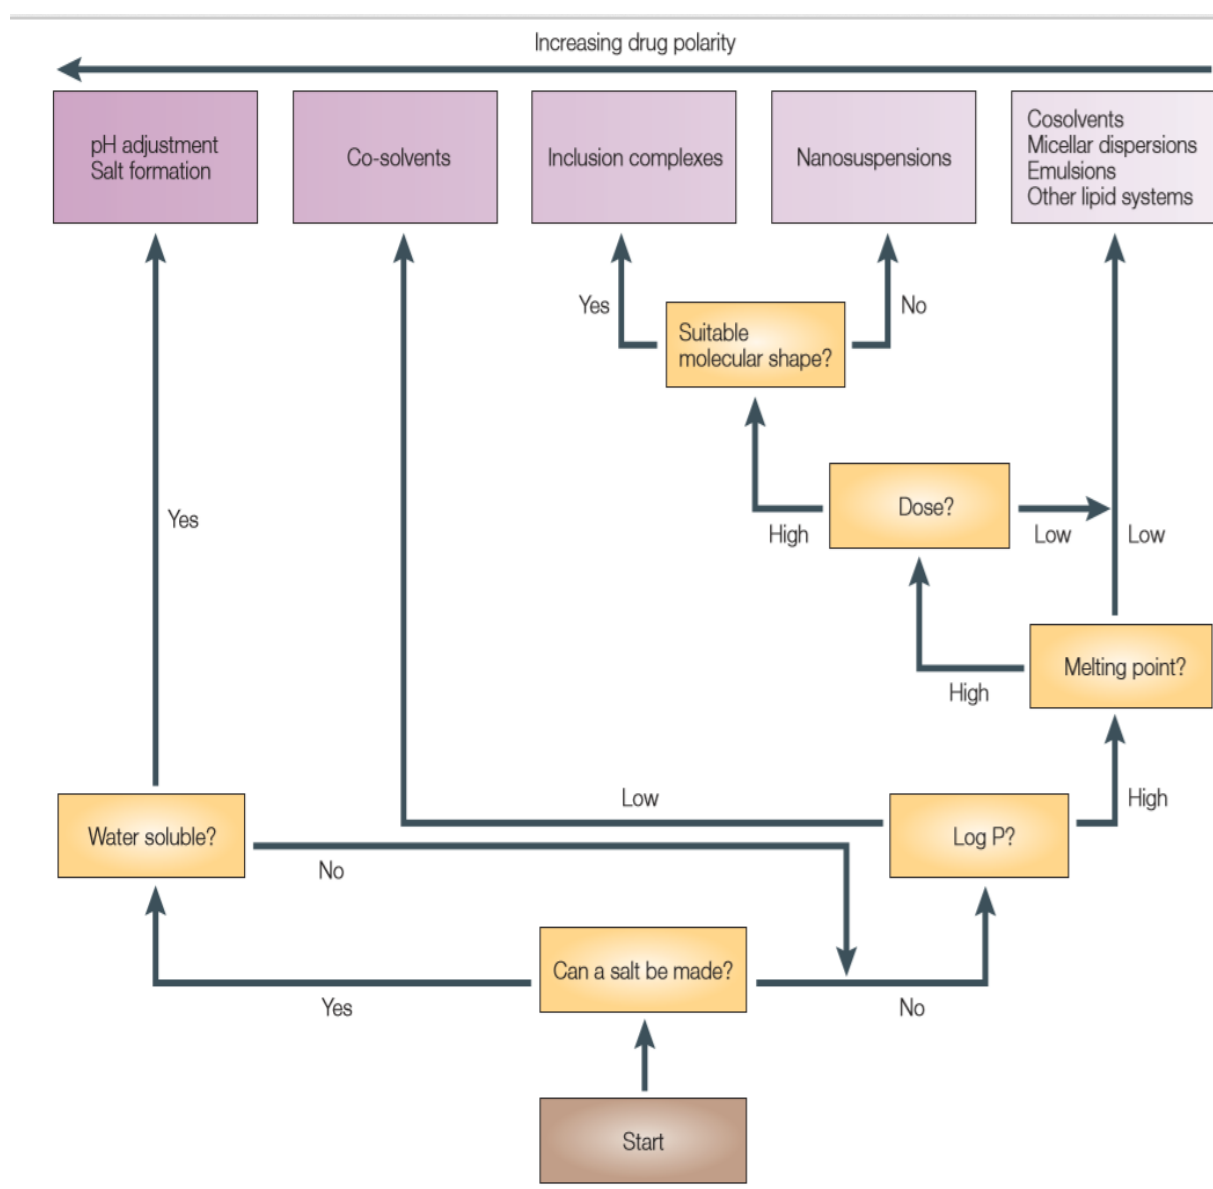 Increasing drug polarity
pH adjustment
Salt formation
Co-solvents
Inclusion complexes
Nanosuspensions
Cosolvents
Micellar dispersions
Emulsions
Other lipid systems
Yes
No
Suitable
molecular shape?
Yes
Dose?
High
Low
Low
Melting point?
High
Low
High
Water soluble?
Log P?
No
Can a salt be made?
Yes
No
Start